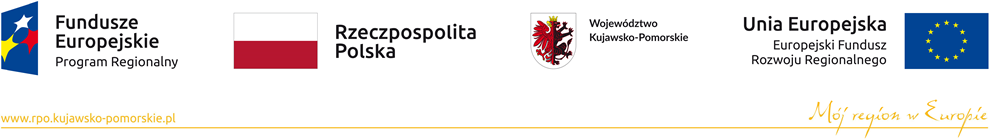 Fundusze
Europejskie
Program Regionalny
Rzeczpospolita
Polska
Województwo
Kujawsko-Pomorskie
Unia Europejska
Europejski Fundusz
Rozwoju Regionalnego
www.rpo.kujawsko-pomorskie.pl
Mój region w Europie